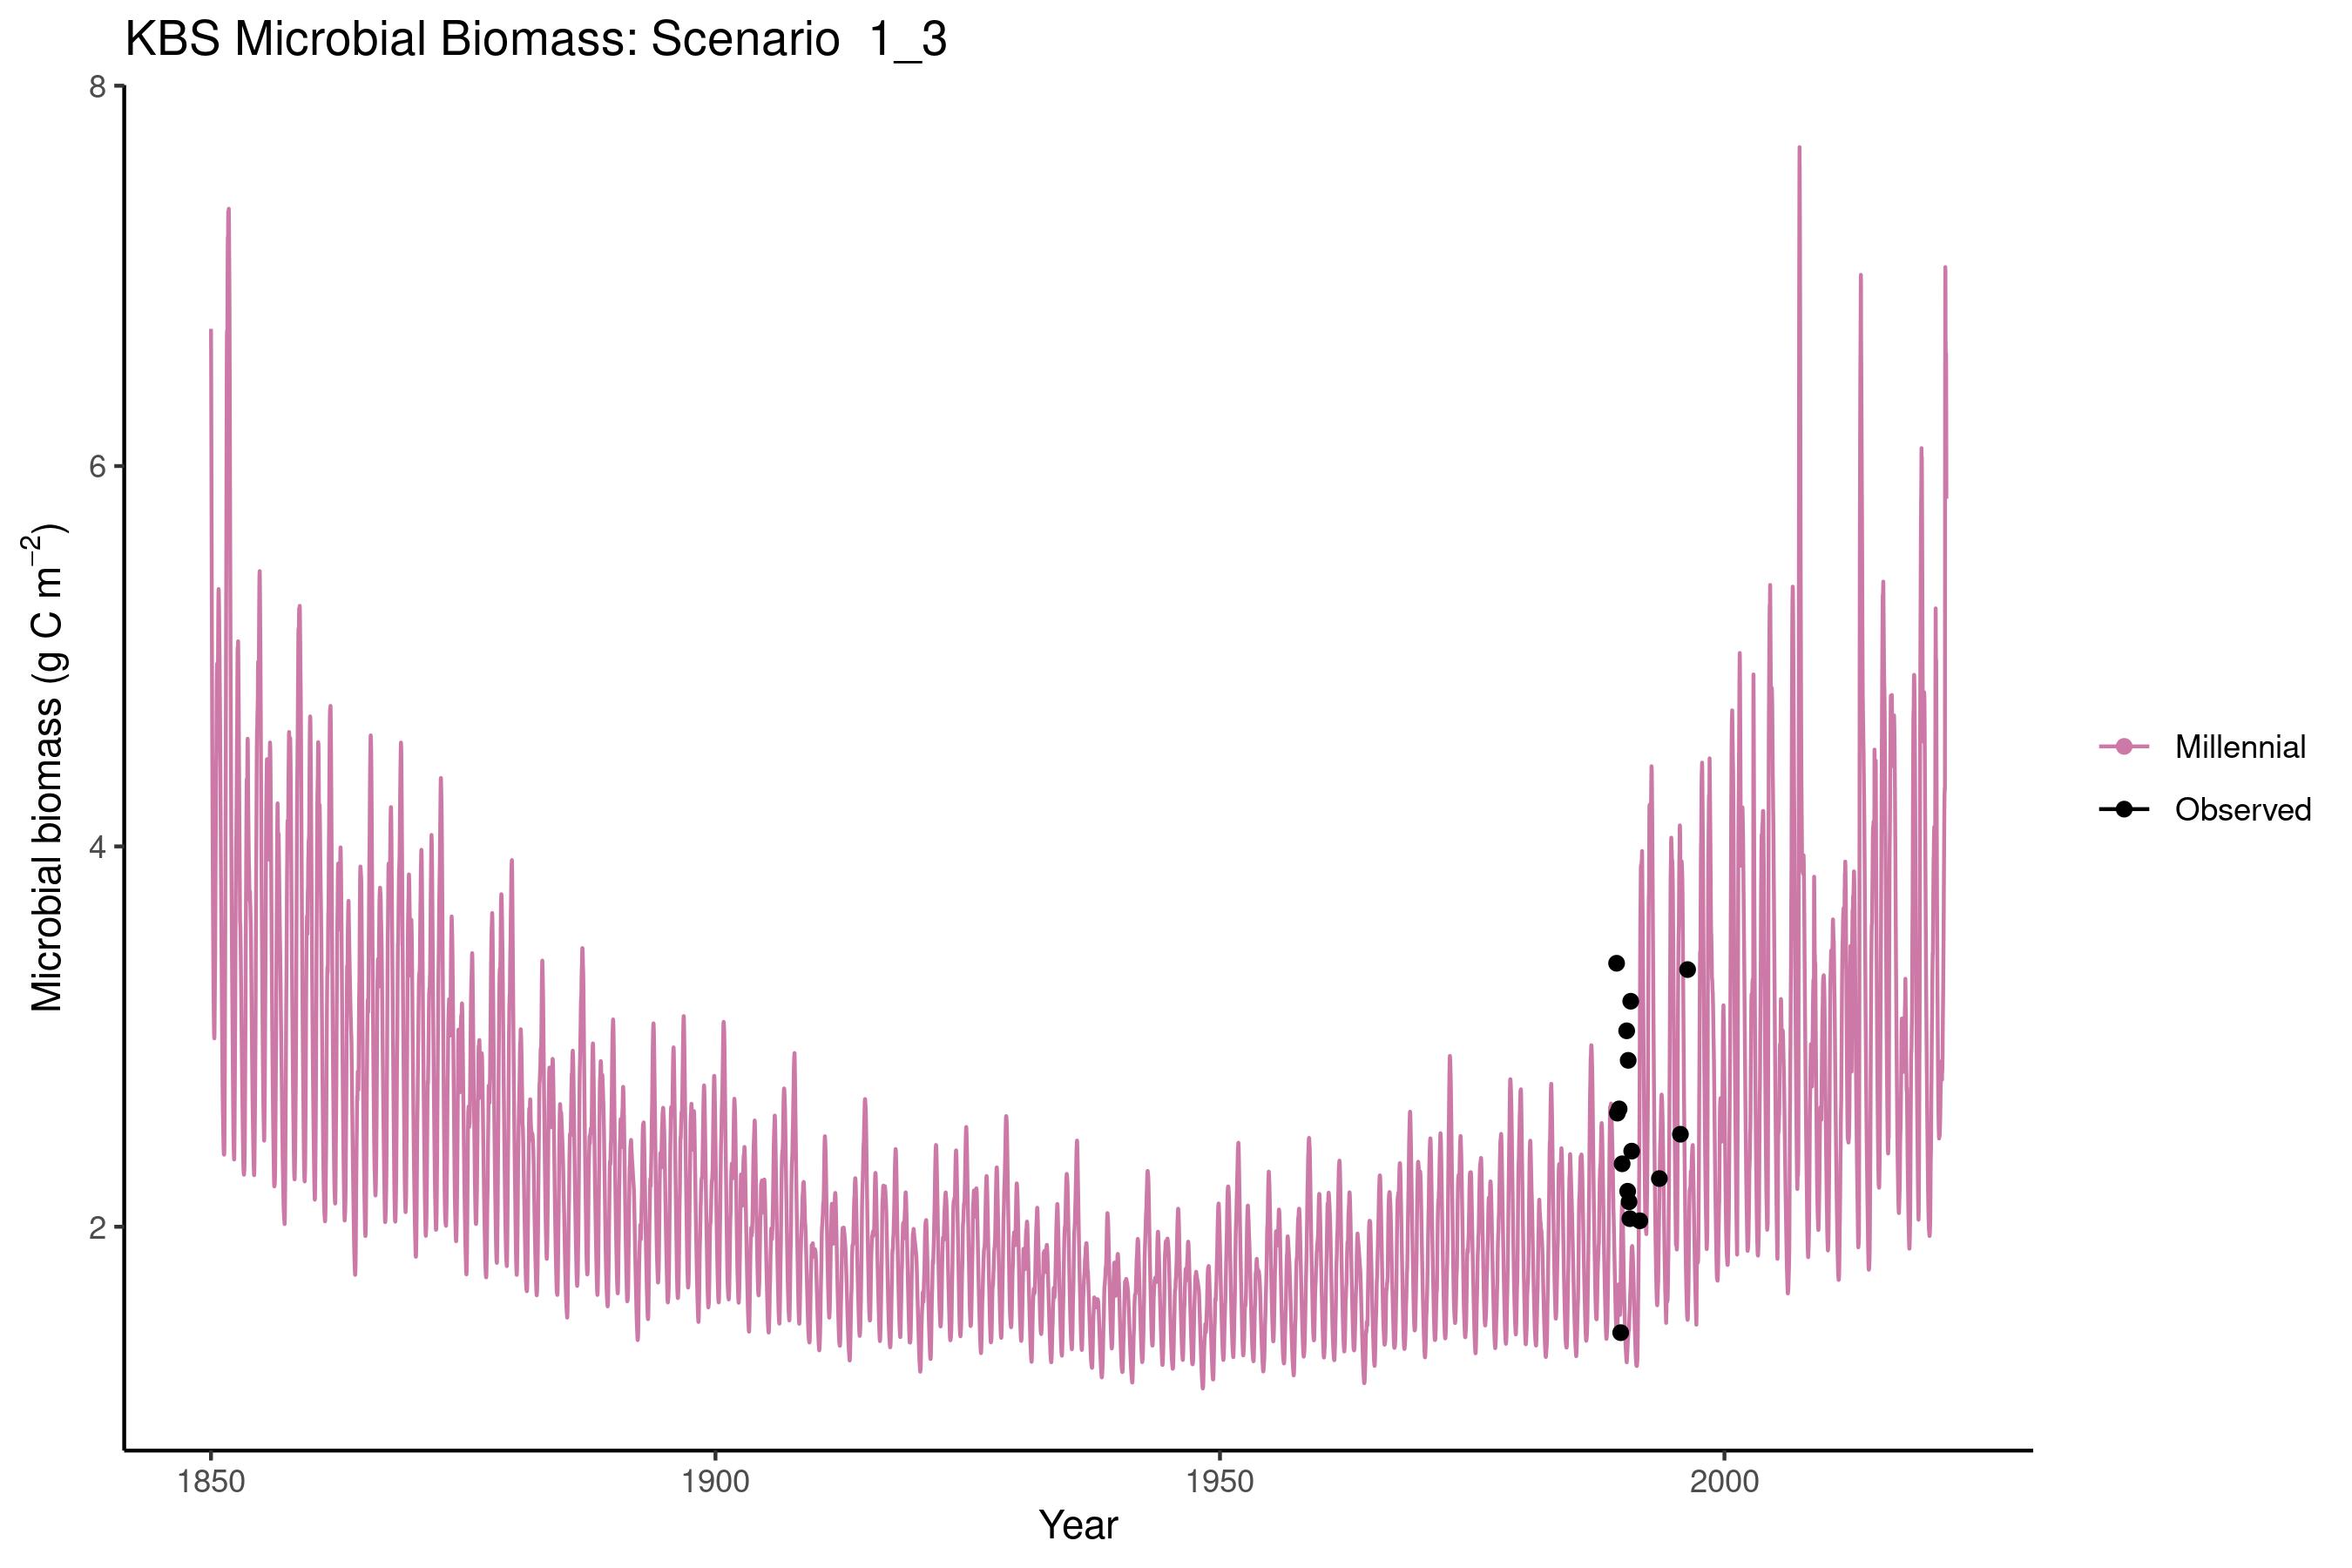 KBS Microbial Biomass: Scenario  1_3
8
6
4
2
Microbial biomass (g C m⁻²)
1850
1900
1950
2000
Year
Millennial
Observed